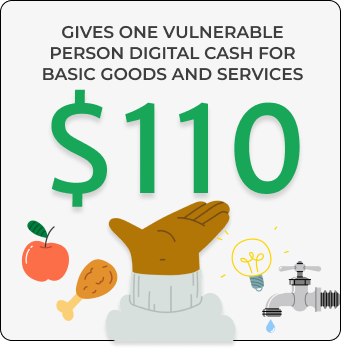 GIVES ONE VULNERABLE
PERSON DIGITAL CASH FOR
BASIC GOODS AND SERVICES
$110